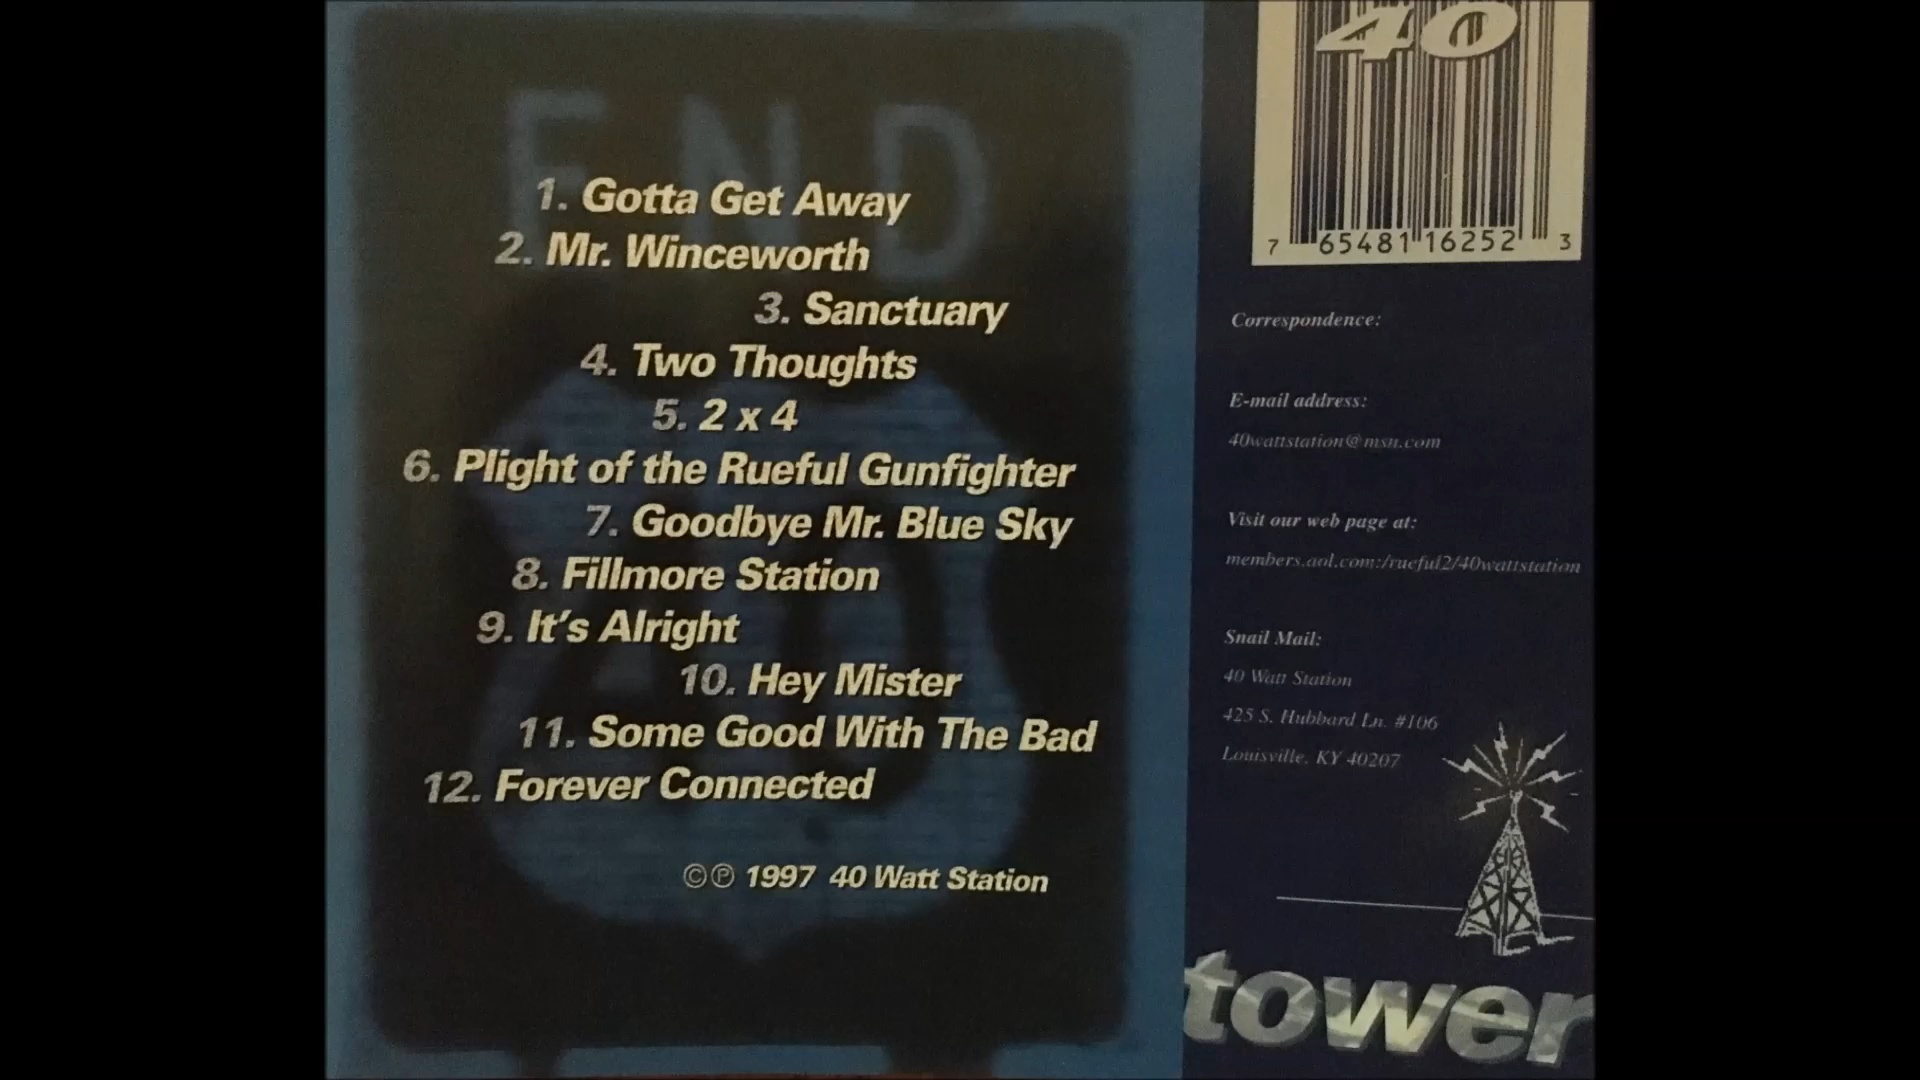 END
1. Gotta Get Away
2. Mr. Winceworth
3. Sanctuary
4. Two Thoughts
5. 2 x 4
6. Plight of the Rueful Gunfighter
7. Goodbye Mr. Blue Sky
8. Fillmore Station
9. It's Alright
10. Hey Mister
11. Some Good With The Bad
12. Forever Connected
©℗ 1997 40 Watt Station
40
7 65481 16252 3
Correspondence:
E-mail address:
40wattstation@msn.com
Visit our web page at:
members.aol.com:/rueful2/40wattstation
Snail Mail:
40 Watt Station
425 S. Hubbard Ln. #106
Louisville, KY 40207
tower
40